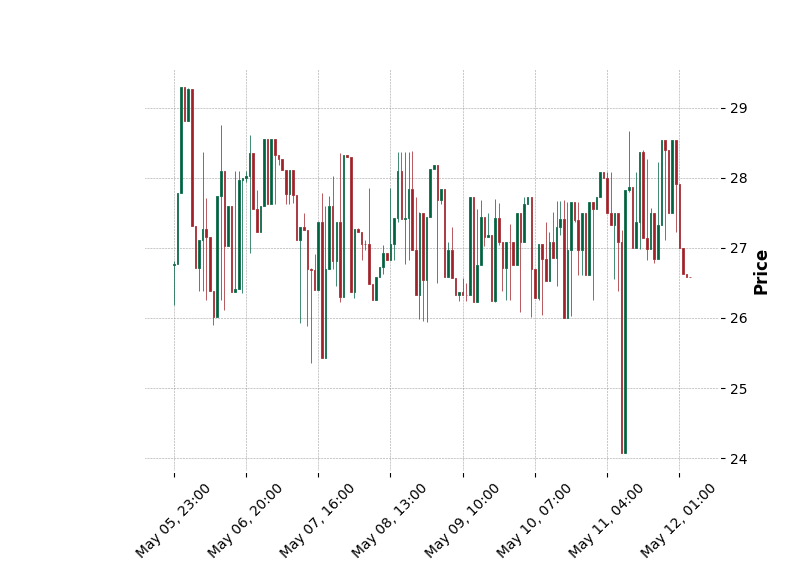 29
28
27
26
25
24
Price
May 05, 23:00
May 06, 20:00
May 07, 16:00
May 08, 13:00
May 09, 10:00
May 10, 07:00
May 11, 04:00
May 12, 01:00